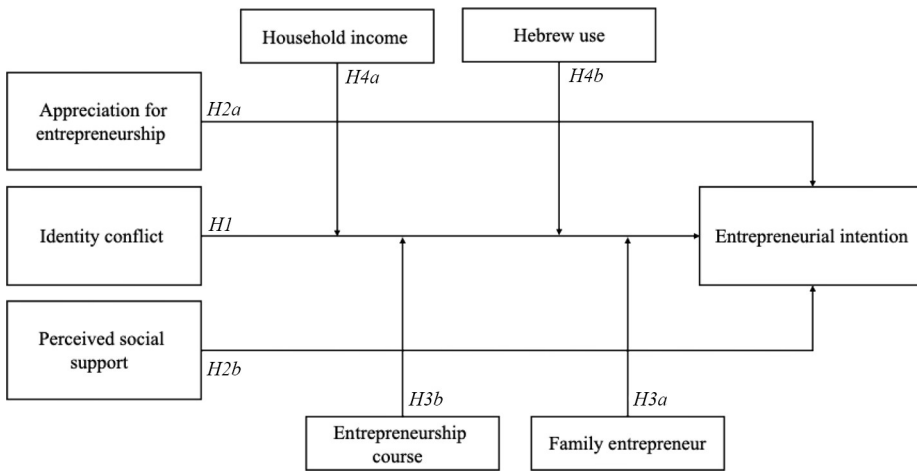 Household income
Hebrew use
H4a
H4b
Appreciation for
entrepreneurship
H2a
Identity conflict
H1
Entrepreneurial intention
Perceived social
support
H2b
H3b
H3a
Entrepreneurship
course
Family entrepreneur